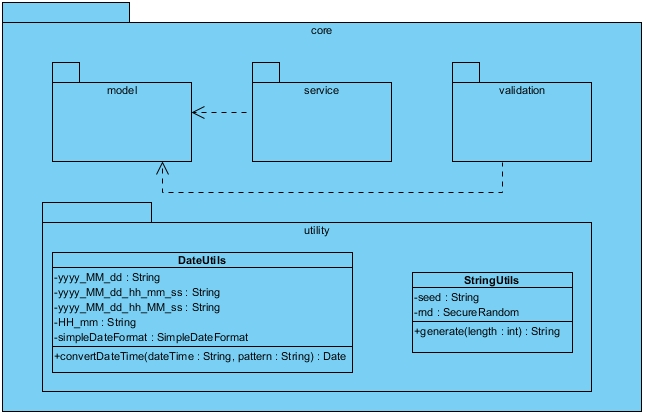 core
model
service
validation
utility
DateUtils
-yyyy_MM_dd : String
-yyyy_MM_dd_hh_mm_ss : String
-yyyy_MM_dd_hh_MM_ss : String
-HH_mm : String
-simpleDateFormat : SimpleDateFormat
+convertDateTime(dateTime : String, pattern : String) : Date
StringUtils
-seed : String
-rnd : SecureRandom
+generate(length : int) : String